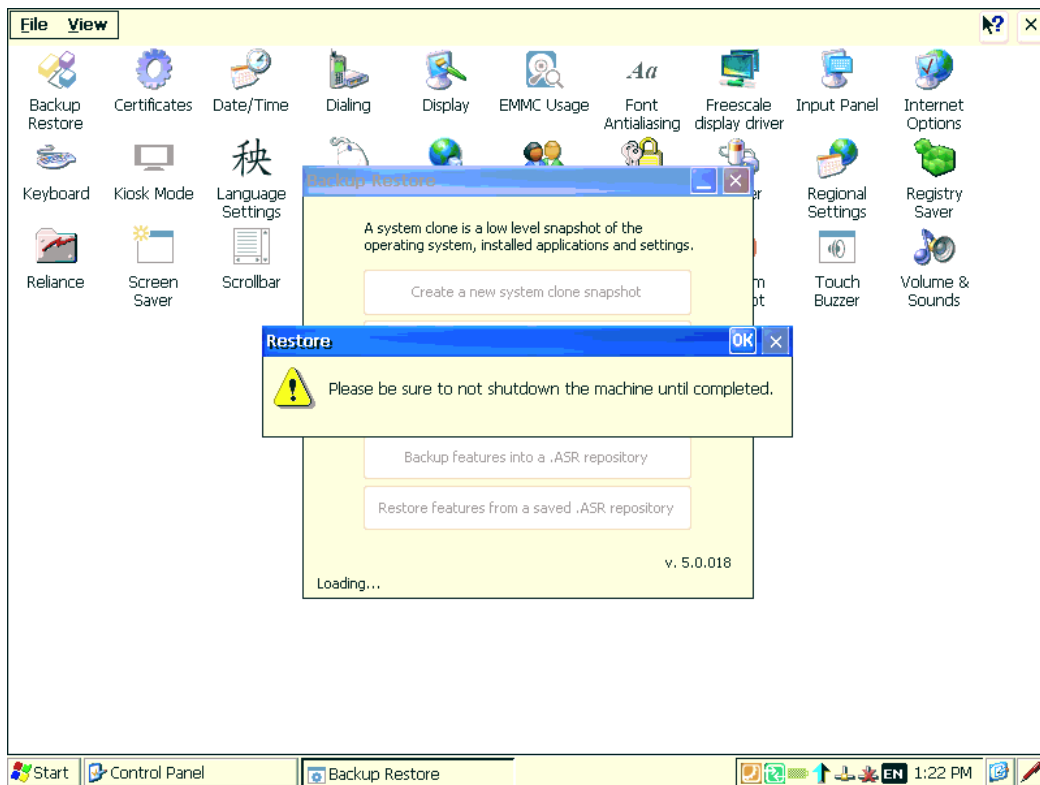 File View
?
Backup Restore
Certificates
Date/Time
Dialing
Display
EMMC Usage
Aa
Font Antialiasing
Freescale display driver
Input Panel
Internet Options
Keyboard
Kiosk Mode
秧
Language Settings
Regional Settings
Registry Saver
Reliance
Screen Saver
Scrollbar
Touch Buzzer
Volume & Sounds
Backup Restore
A system clone is a low level snapshot of the
operating system, installed applications and settings.
Create a new system clone snapshot
Restore OK
Please be sure to not shutdown the machine until completed.
Backup features into a .ASR repository
Restore features from a saved .ASR repository
v. 5.0.018
Loading...
Start Control Panel Backup Restore EN 1:22 PM